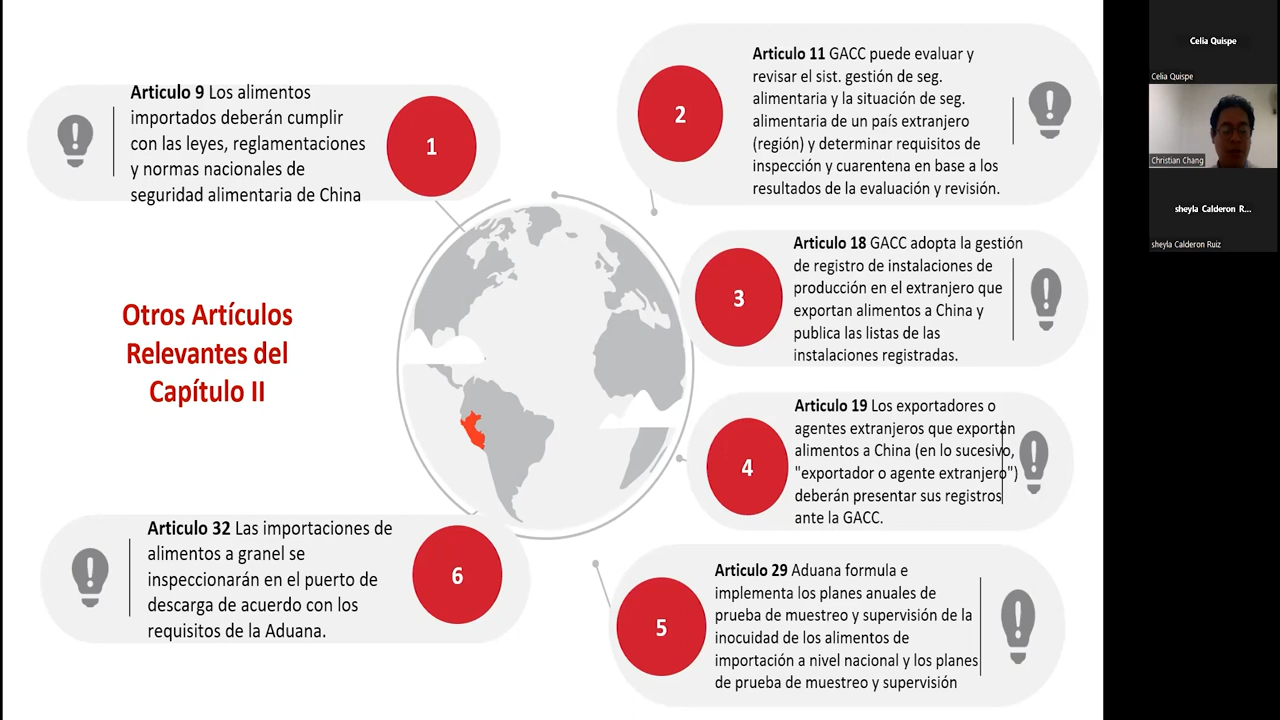 Articulo 9 Los alimentos
importados deberán cumplir
con las leyes, reglamentaciones
y normas nacionales de
seguridad alimentaria de China
1
2
Articulo 11 GACC puede evaluar y
revisar el sist. gestión de seg.
alimentaria y la situación de seg.
alimentaria de un país extranjero
(región) y determinar requisitos de
inspección y cuarentena en base a los
resultados de la evaluación y revisión.
3
Articulo 18 GACC adopta la gestión
de registro de instalaciones de
producción en el extranjero que
exportan alimentos a China y
publica las listas de las
instalaciones registradas.
Otros Artículos
Relevantes del
Capítulo II
4
Articulo 19 Los exportadores o
agentes extranjeros que exportan
alimentos a China (en lo sucesivo,
"exportador o agente extranjero")
deberán presentar sus registros
ante la GACC.
5
Articulo 29 Aduana formula e
implementa los planes anuales de
prueba de muestreo y supervisión de la
inocuidad de los alimentos de
importación a nivel nacional y los planes
de prueba de muestreo y supervisión
Articulo 32 Las importaciones de
alimentos a granel se
inspeccionarán en el puerto de
descarga de acuerdo con los
requisitos de la Aduana.
6
Celia Quispe
Celia Quispe
Christian Chang
sheyla Calderon R...
sheyla Calderon Ruiz